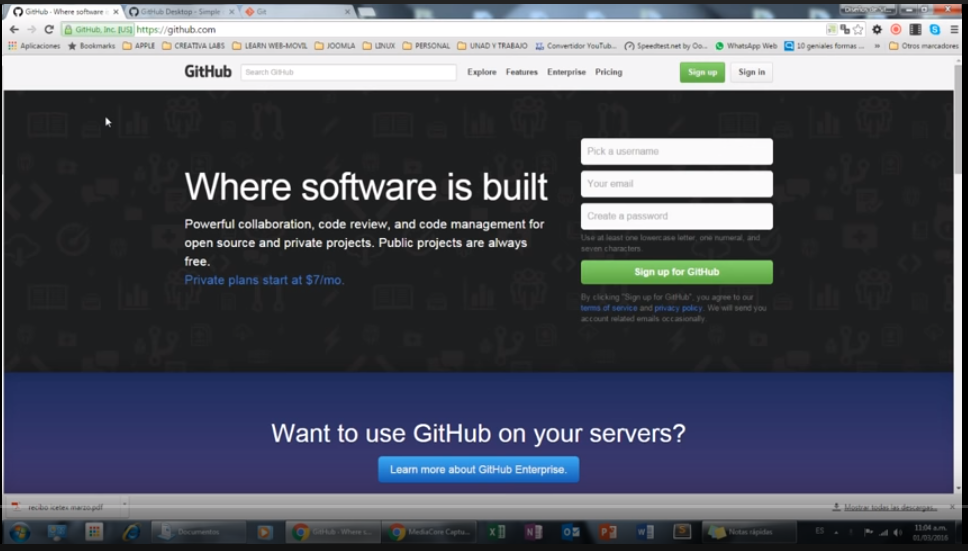 GitHub - Where software i
GitHub Desktop - Simple
Git
GitHub, Inc. [US] https://github.com
Aplicaciones Bookmarks APPLE CREATIVA LABS LEARN WEB-MOVIL JOOMLA LINUX PERSONAL UNAD Y TRABAJO Convertidor YouTub... Speedtest.net by Oo... WhatsApp Web 10 geniales formas ... » Otros marcadores
GitHub Search GitHub Explore Features Enterprise Pricing Sign up Sign in
Where software is built
Powerful collaboration, code review, and code management for
open source and private projects. Public projects are always
free.
Private plans start at $7/mo.
Pick a username
Your email
Create a password
Use at least one lowercase letter, one numeral, and
seven characters.
Sign up for GitHub
By clicking "Sign up for GitHub", you agree to our
terms of service and privacy policy. We will send you
account related emails occasionally.
Want to use GitHub on your servers?
Learn more about GitHub Enterprise.
recibo icetex marzo.pdf
Mostrar todas las descargas...
Documentos
GitHub - Where s...
MediaCore Captu...
Notas rápidas
ES
11:04 a.m.
01/03/2016